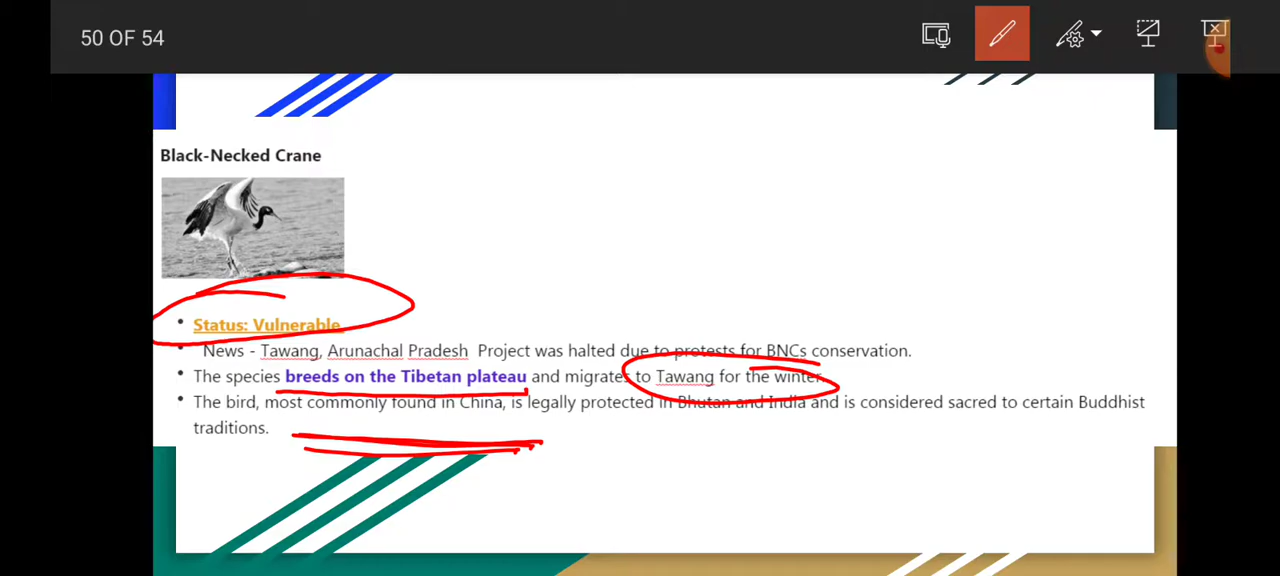 50 OF 54
Black-Necked Crane
• Status: Vulnerable
• News - Tawang, Arunachal Pradesh Project was halted due to protests for BNCs conservation.
• The species breeds on the Tibetan plateau and migrates to Tawang for the winter.
• The bird, most commonly found in China, is legally protected in Bhutan and India and is considered sacred to certain Buddhist
traditions.